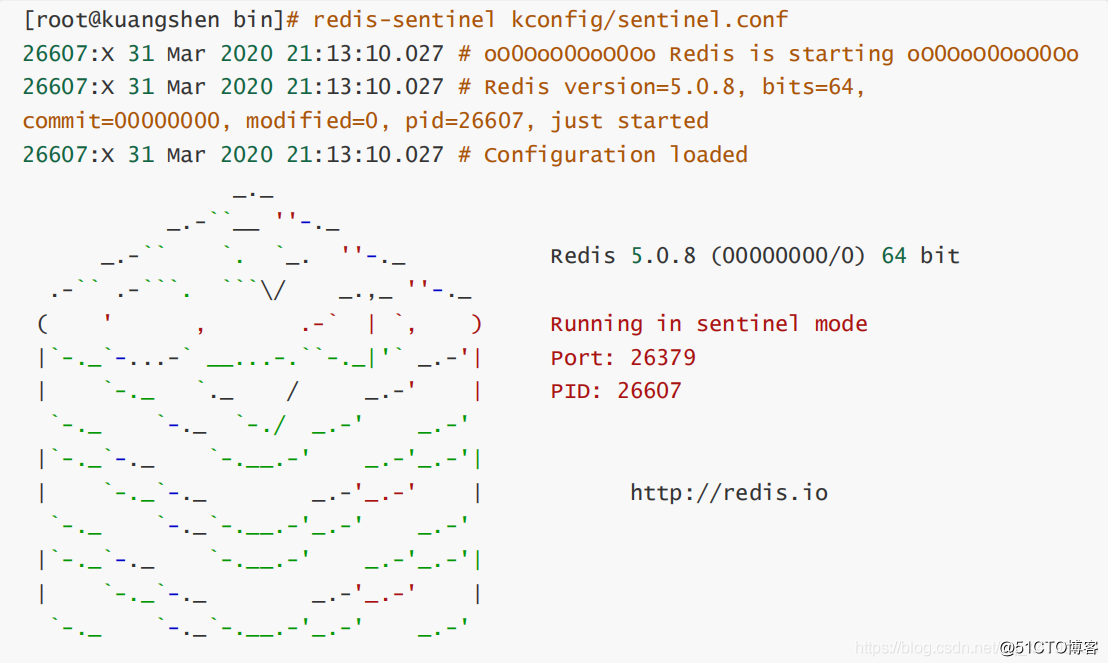 [root@kuangshen bin]# redis-sentinel kconfig/sentinel.conf
26607:X 31 Mar 2020 21:13:10.027 # oO0OoO0OoO0Oo Redis is starting oO0OoO0OoO0Oo
26607:X 31 Mar 2020 21:13:10.027 # Redis version=5.0.8, bits=64,
commit=00000000, modified=0, pid=26607, just started
26607:X 31 Mar 2020 21:13:10.027 # Configuration loaded
                _._
           _.-``__ ''-._
      _.-``    `.  `_.  ''-._           Redis 5.0.8 (00000000/0) 64 bit
  .-`` .-```.  ```\/    _.,_ ''-._
 (    '      ,       .-`  | `,    )     Running in sentinel mode
 |`-._`-...-` __...-.``-._|'` _.-'|     Port: 26379
 |    `-._   `._    /     _.-'    |     PID: 26607
  `-._    `-._  `-./  _.-'    _.-'
 |`-._`-._    `-.__.-'    _.-'_.-'|
 |    `-._`-._        _.-'_.-'    |           http://redis.io
  `-._    `-._`-.__.-'_.-'    _.-'
 |`-._`-._    `-.__.-'    _.-'_.-'|
 |    `-._`-._        _.-'_.-'    |
  `-._    `-._`-.__.-'_.-'    _.-'
https://blog.csdn.net
@51CTO博客